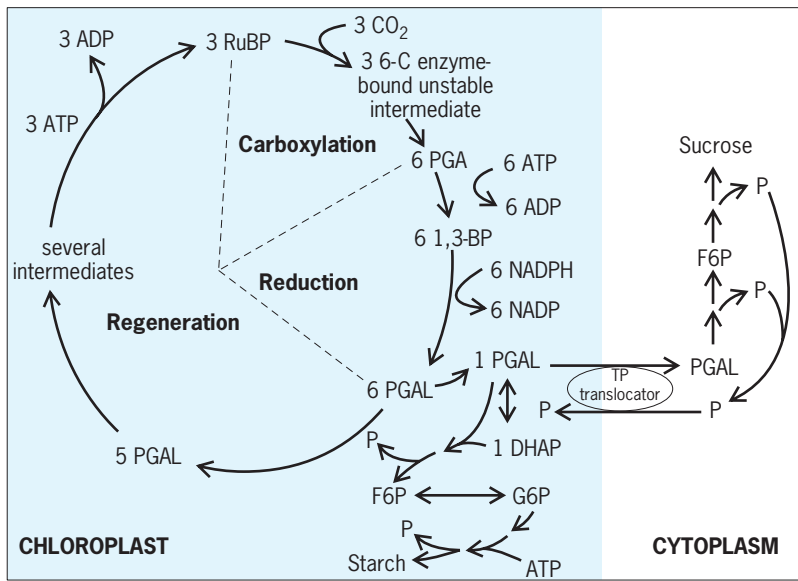 3 ADP
3 RuBP
3 CO₂
3 6-C enzyme-
bound unstable
intermediate
3 ATP
Carboxylation
6 PGA
6 ATP
6 ADP
Sucrose
P
6 1,3-BP
several
intermediates
Reduction
6 NADPH
6 NADP
F6P
P
Regeneration
1 PGAL
TP
translocator
PGAL
6 PGAL
P
P
5 PGAL
P
1 DHAP
F6P
G6P
P
Starch
ATP
CHLOROPLAST
CYTOPLASM